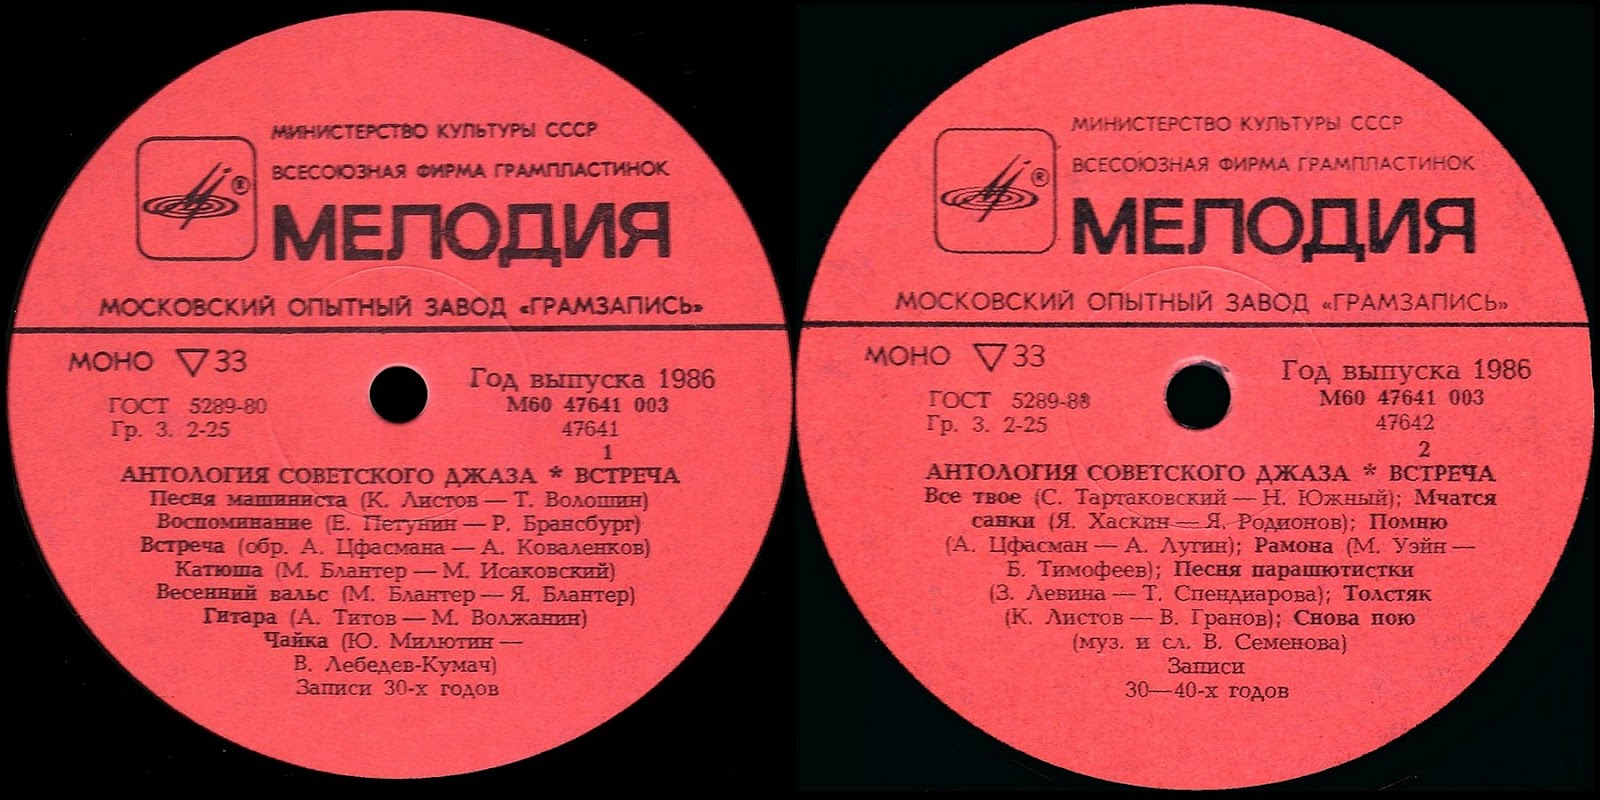 МИНИСТЕРСТВО КУЛЬТУРЫ СССР
ВСЕСОЮЗНАЯ ФИРМА ГРАМПЛАСТИНОК
®
МЕЛОДИЯ
МОСКОВСКИЙ ОПЫТНЫЙ ЗАВОД «ГРАМЗАПИСЬ»
МОНО ▽ 33
Год выпуска 1986
ГОСТ 5289-80
М60 47641 003
Гр. 3. 2-25
47641
1
АНТОЛОГИЯ СОВЕТСКОГО ДЖАЗА * ВСТРЕЧА
Песня машиниста (К. Листов — Т. Волошин)
Воспоминание (Е. Петунин — Р. Брансбург)
Встреча (обр. А. Цфасмана — А. Коваленков)
Катюша (М. Блантер — М. Исаковский)
Весенний вальс (М. Блантер — Я. Блантер)
Гитара (А. Титов — М. Волжанин)
Чайка (Ю. Милютин —
В. Лебедев-Кумач)
Записи 30-х годов
МИНИСТЕРСТВО КУЛЬТУРЫ СССР
ВСЕСОЮЗНАЯ ФИРМА ГРАМПЛАСТИНОК
®
МЕЛОДИЯ
МОСКОВСКИЙ ОПЫТНЫЙ ЗАВОД «ГРАМЗАПИСЬ»
МОНО ▽ 33
Год выпуска 1986
ГОСТ
М60 47641 003
Гр. 3. 2-25
47642
2
АНТОЛОГИЯ СОВЕТСКОГО ДЖАЗА * ВСТРЕЧА
Все твое (С. Тартаковский — Н. Южный); Мчатся
санки (Я. Хаскин — Я. Родионов); Помню
(А. Цфасман — А. Лугин); Рамона (М. Уэйн —
Б. Тимофеев); Песня парашютистки
(З. Левина — Т. Спендиарова); Толстяк
(К. Листов — В. Гранов); Снова пою
(муз. и сл. В. Семенова)
Записи
30—40-х годов